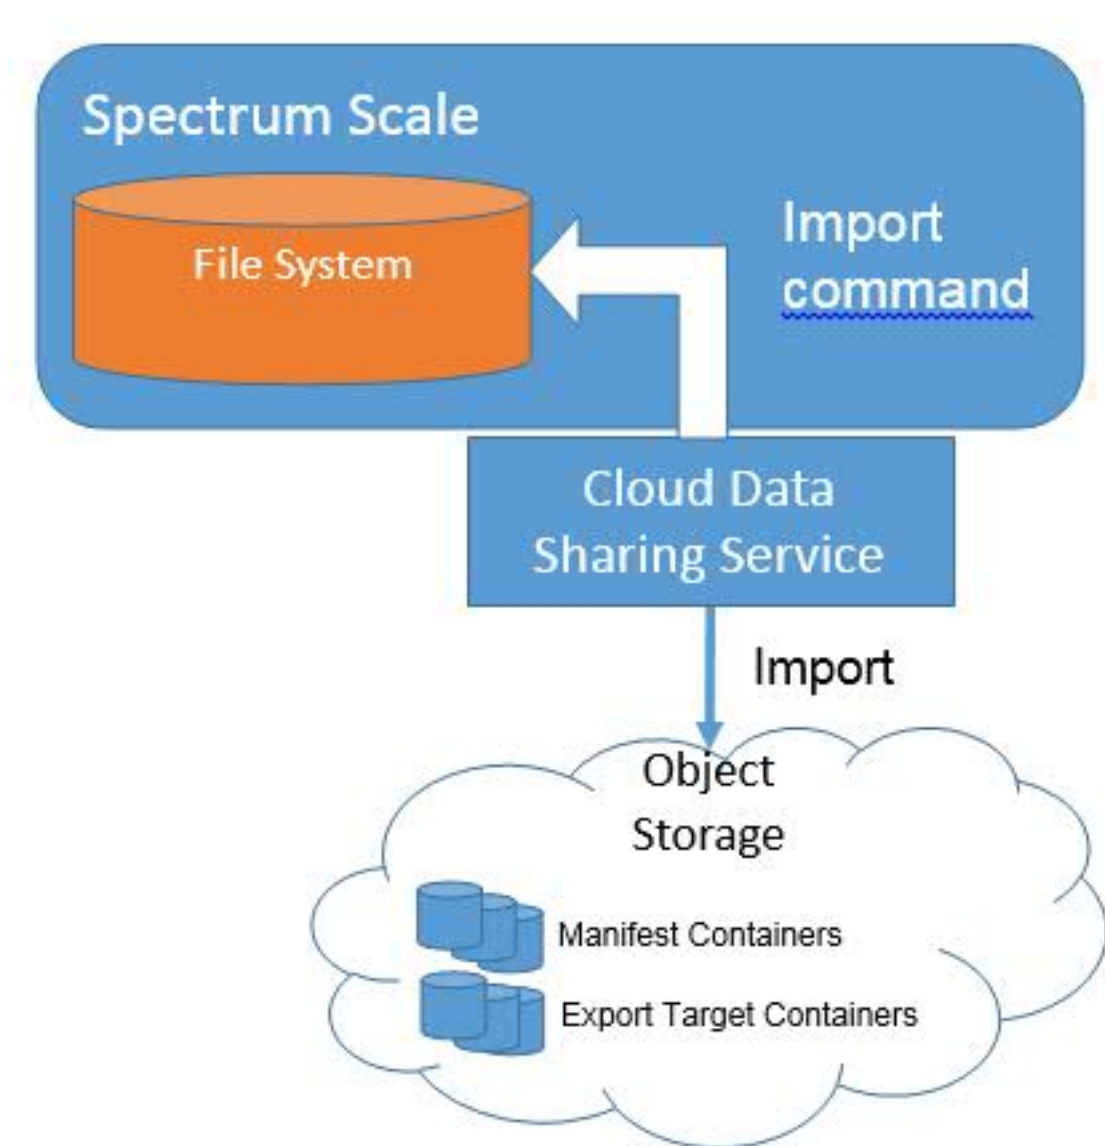 Spectrum Scale
File System
Import
command
Cloud Data
Sharing Service
Import
Object
Storage
Manifest Containers
Export Target Containers